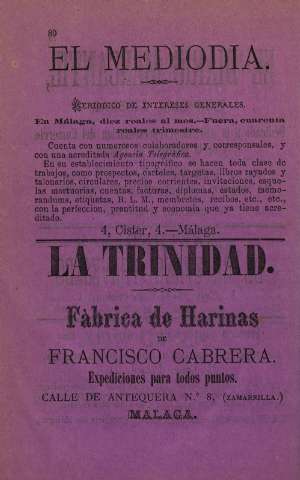 80
EL MEDIODIA.
PERIÓDICO DE INTERESES GENERALES.
En Málaga, diez reales al mes.—Fuera, cuarenta
reales trimestre.
Cuenta con numerosos colaboradores y corresponsales, y
con una acreditada Agencia Telegráfica.
En su establecimiento tipográfico se hacen toda clase de
trabajos, como prospectos, carteles, targetas, libros rayados y
talonarios, circulares, precios corrientes, invitaciones, esque-
las mortuorias, cuentas, facturas, diplomas, estados, memo-
randums, etiquetas, B. L. M., membretes, recibos, etc., etc.,
con la perfeccion, prontitud y economía que ya tiene acre-
ditado.
4, Cister, 4.—Málaga.
LA TRINIDAD.
Fàbrica de Harinas
DE
FRANCISCO CABRERA.
Expediciones para todos puntos.
CALLE DE ANTEQUERA N.º 8, (ZAMARRILLA.)
MALAGA.